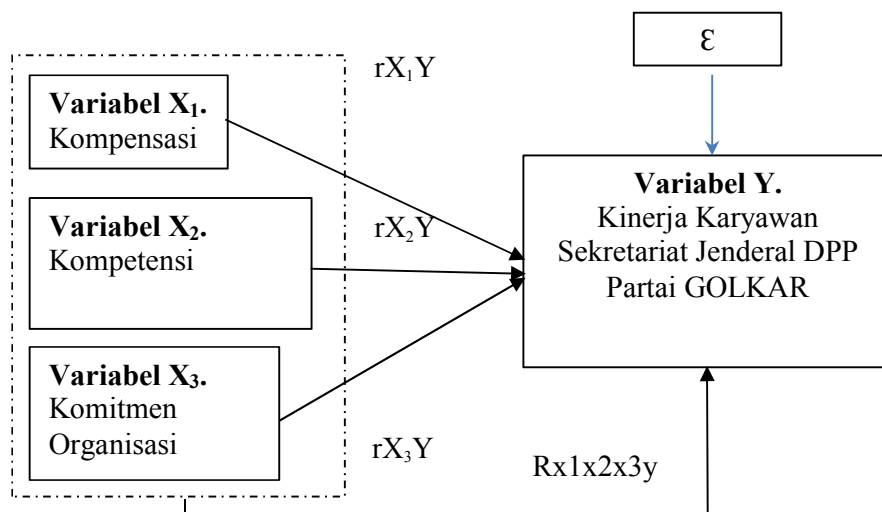 ε
rX₁Y
Variabel X₁.
Kompensasi
Variabel Y.
Kinerja Karyawan
Sekretariat Jenderal DPP
Partai GOLKAR
rX₂Y
Variabel X₂.
Kompetensi
Variabel X₃.
Komitmen
Organisasi
rX₃Y
Rx1x2x3y